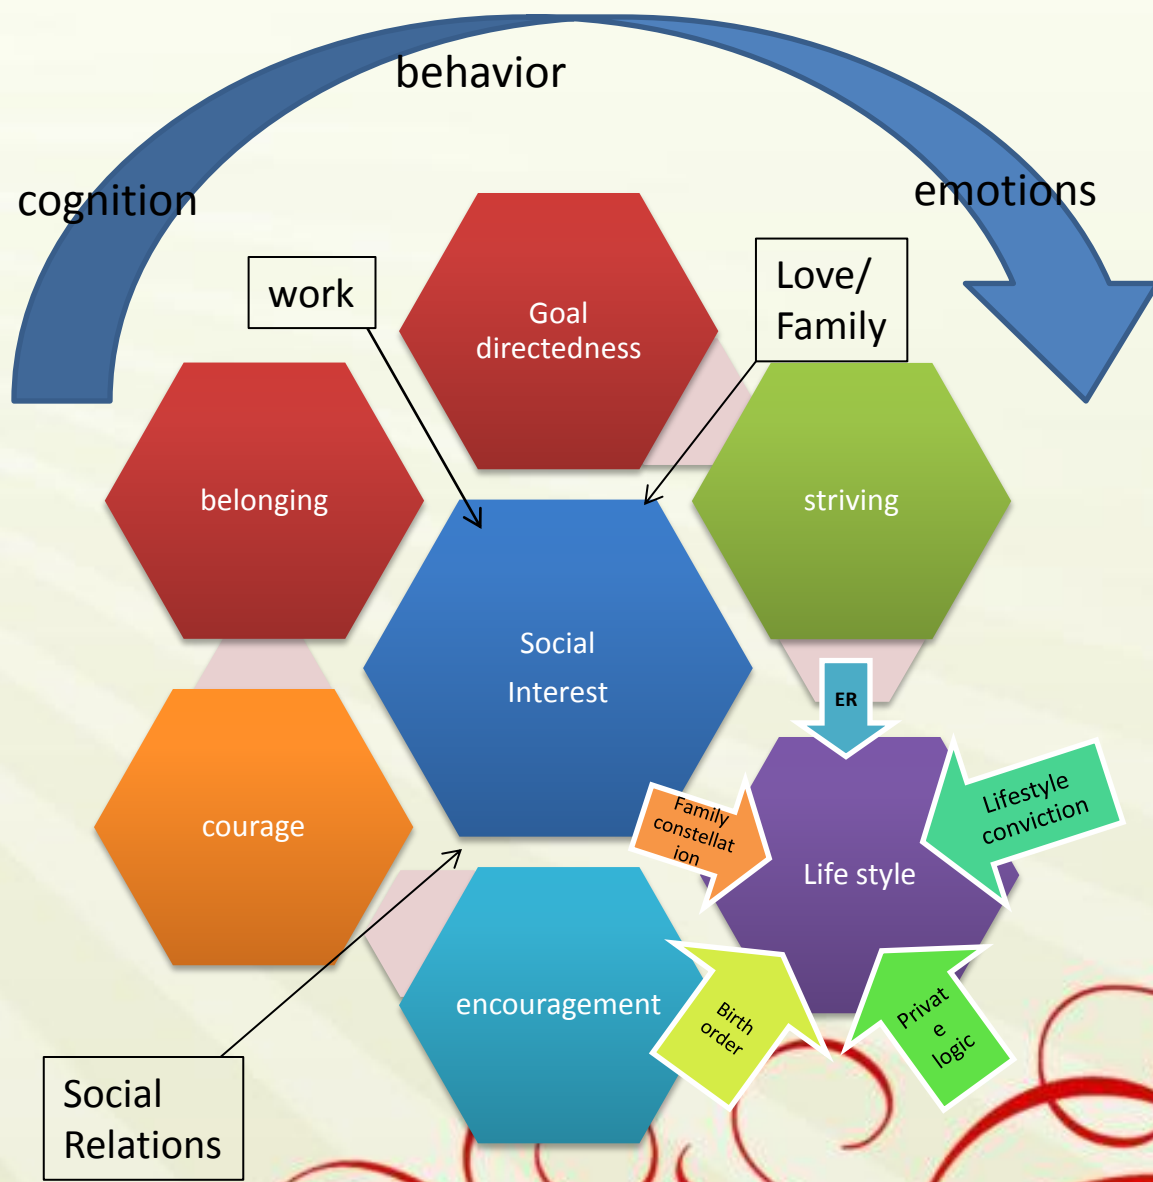 behavior
cognition
emotions
work
Love/
Family
Goal
directedness
belonging
striving
Social
Interest
ER
Family
constellat
ion
Lifestyle
conviction
courage
Life style
encouragement
Birth
order
Privat
e
logic
Social
Relations